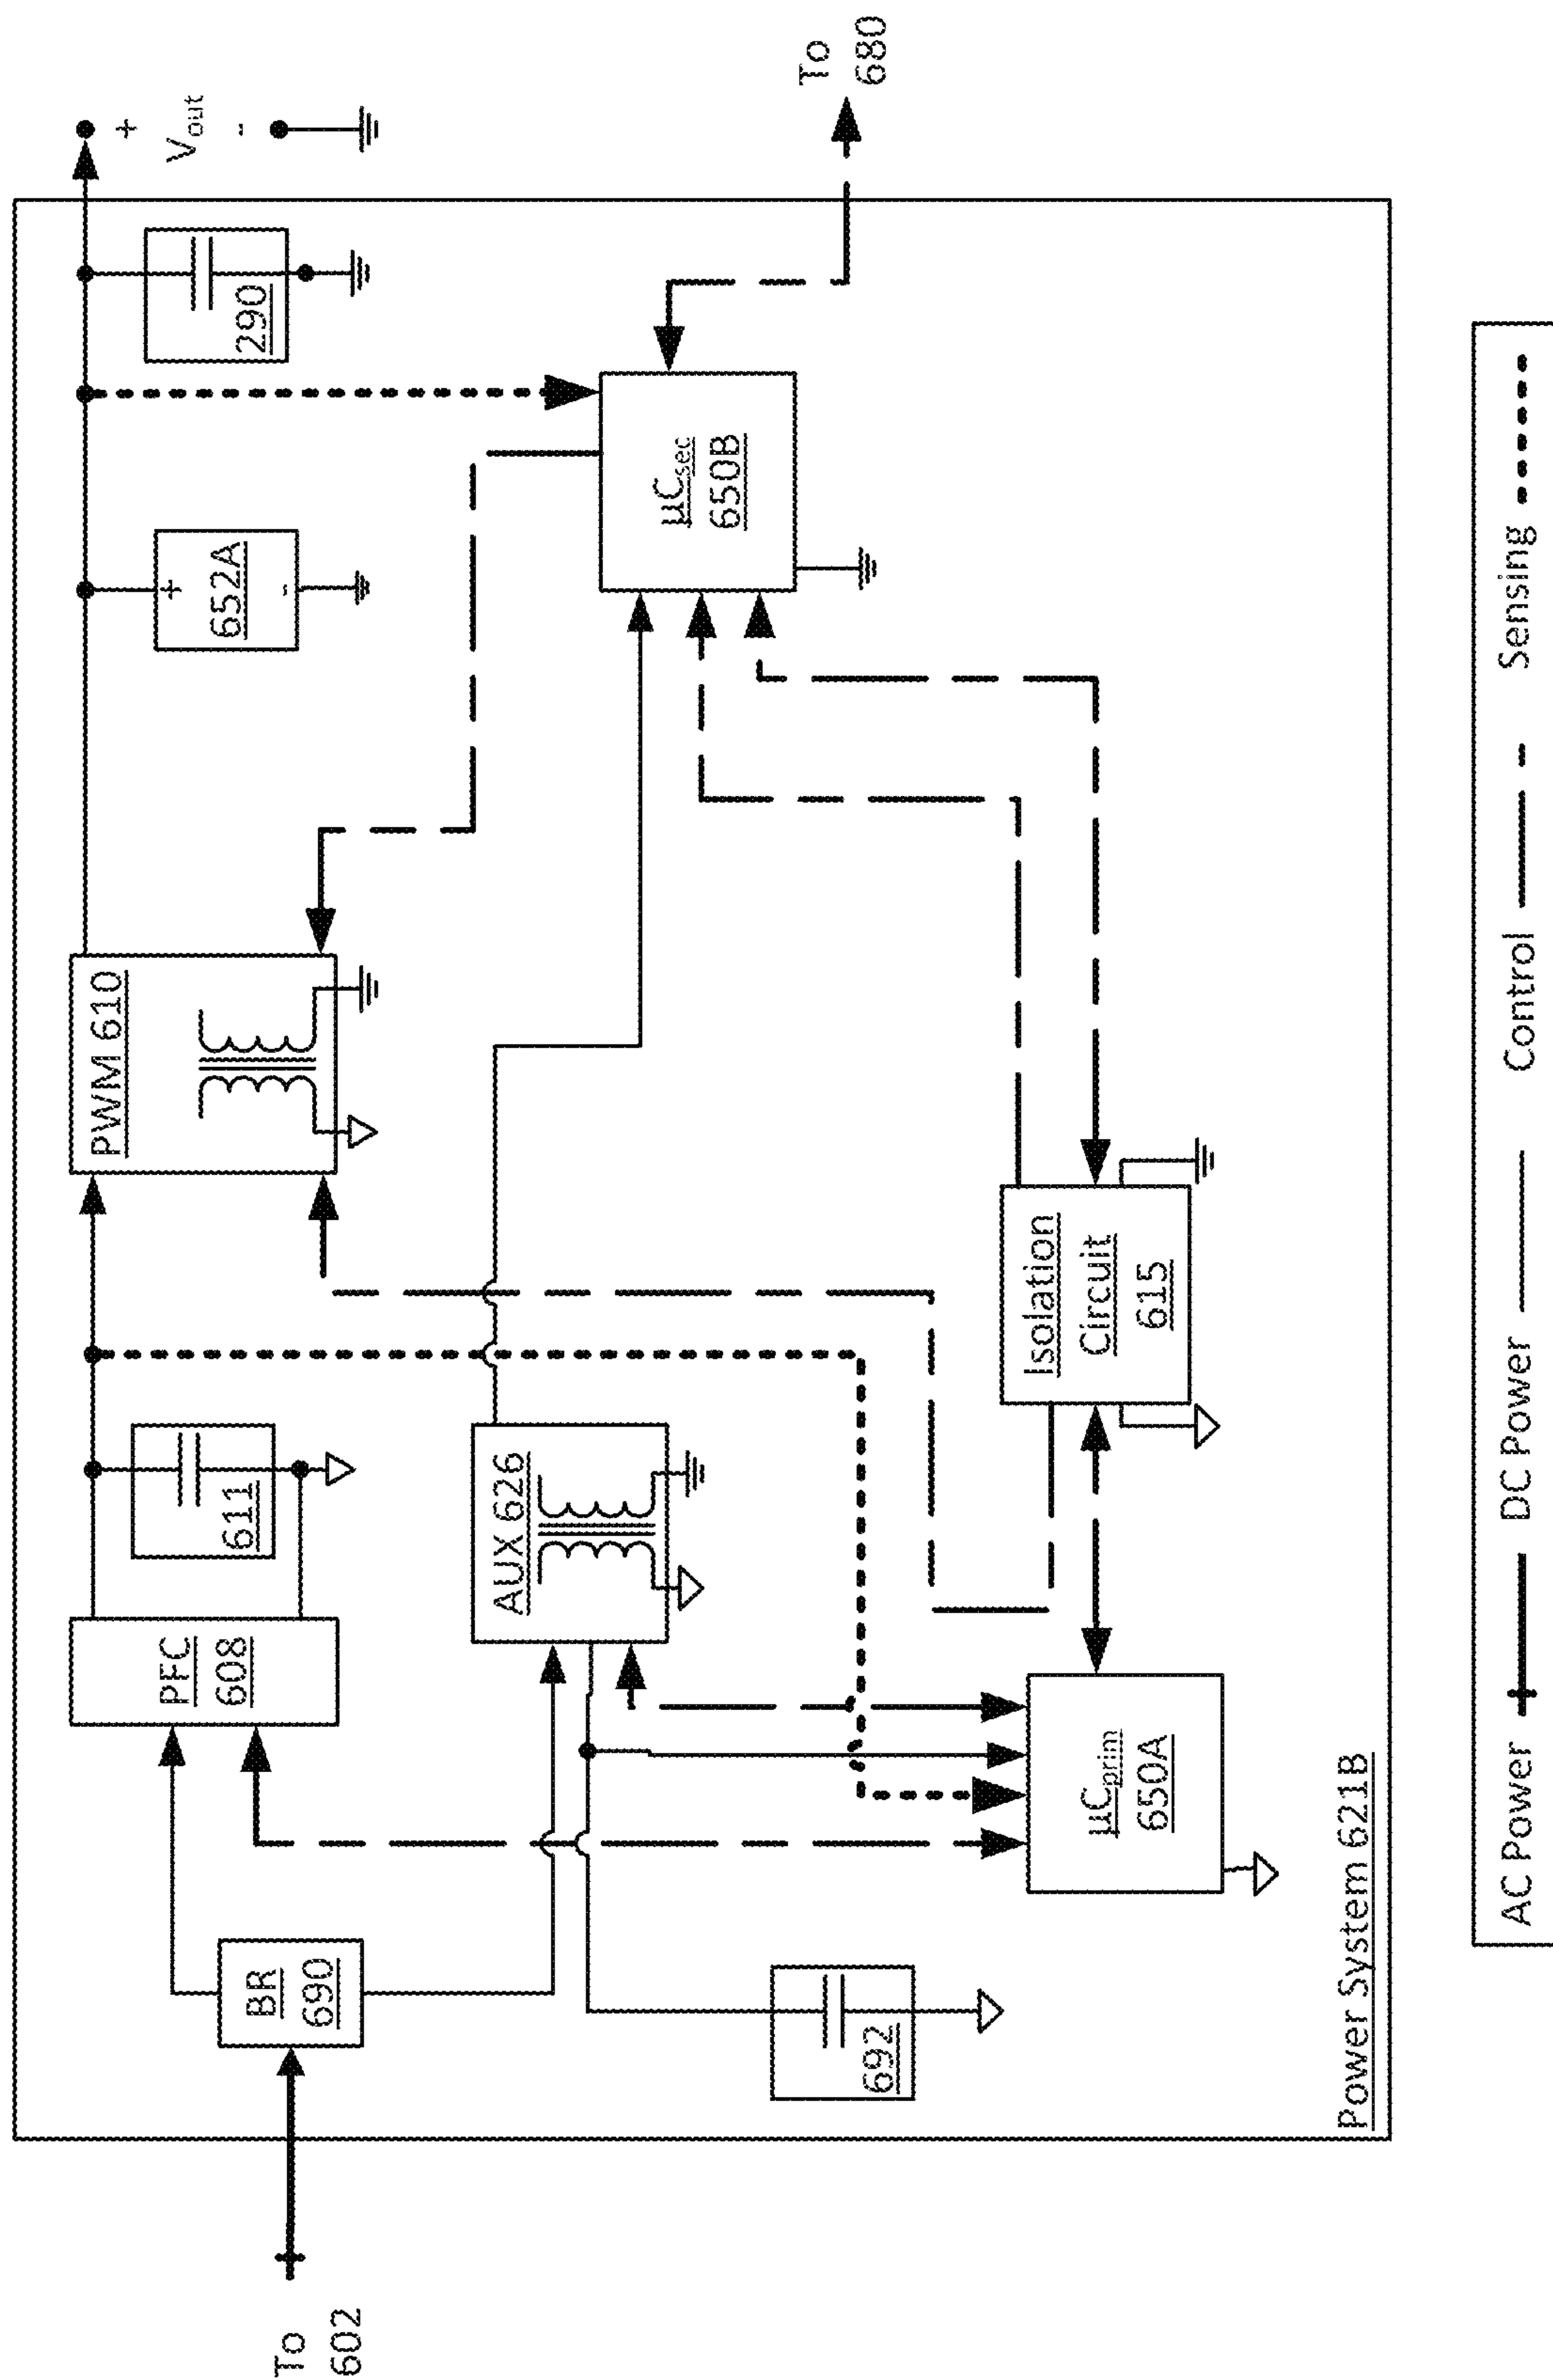 To
602
BR
690
PFC
608
611
PWM 610
652A
290
+
Vout
-
+
-
AUX 626
692
µCprim
650A
Isolation
Circuit
615
µCsec
650B
To
680
Power System 621B
AC Power DC Power Control Sensing